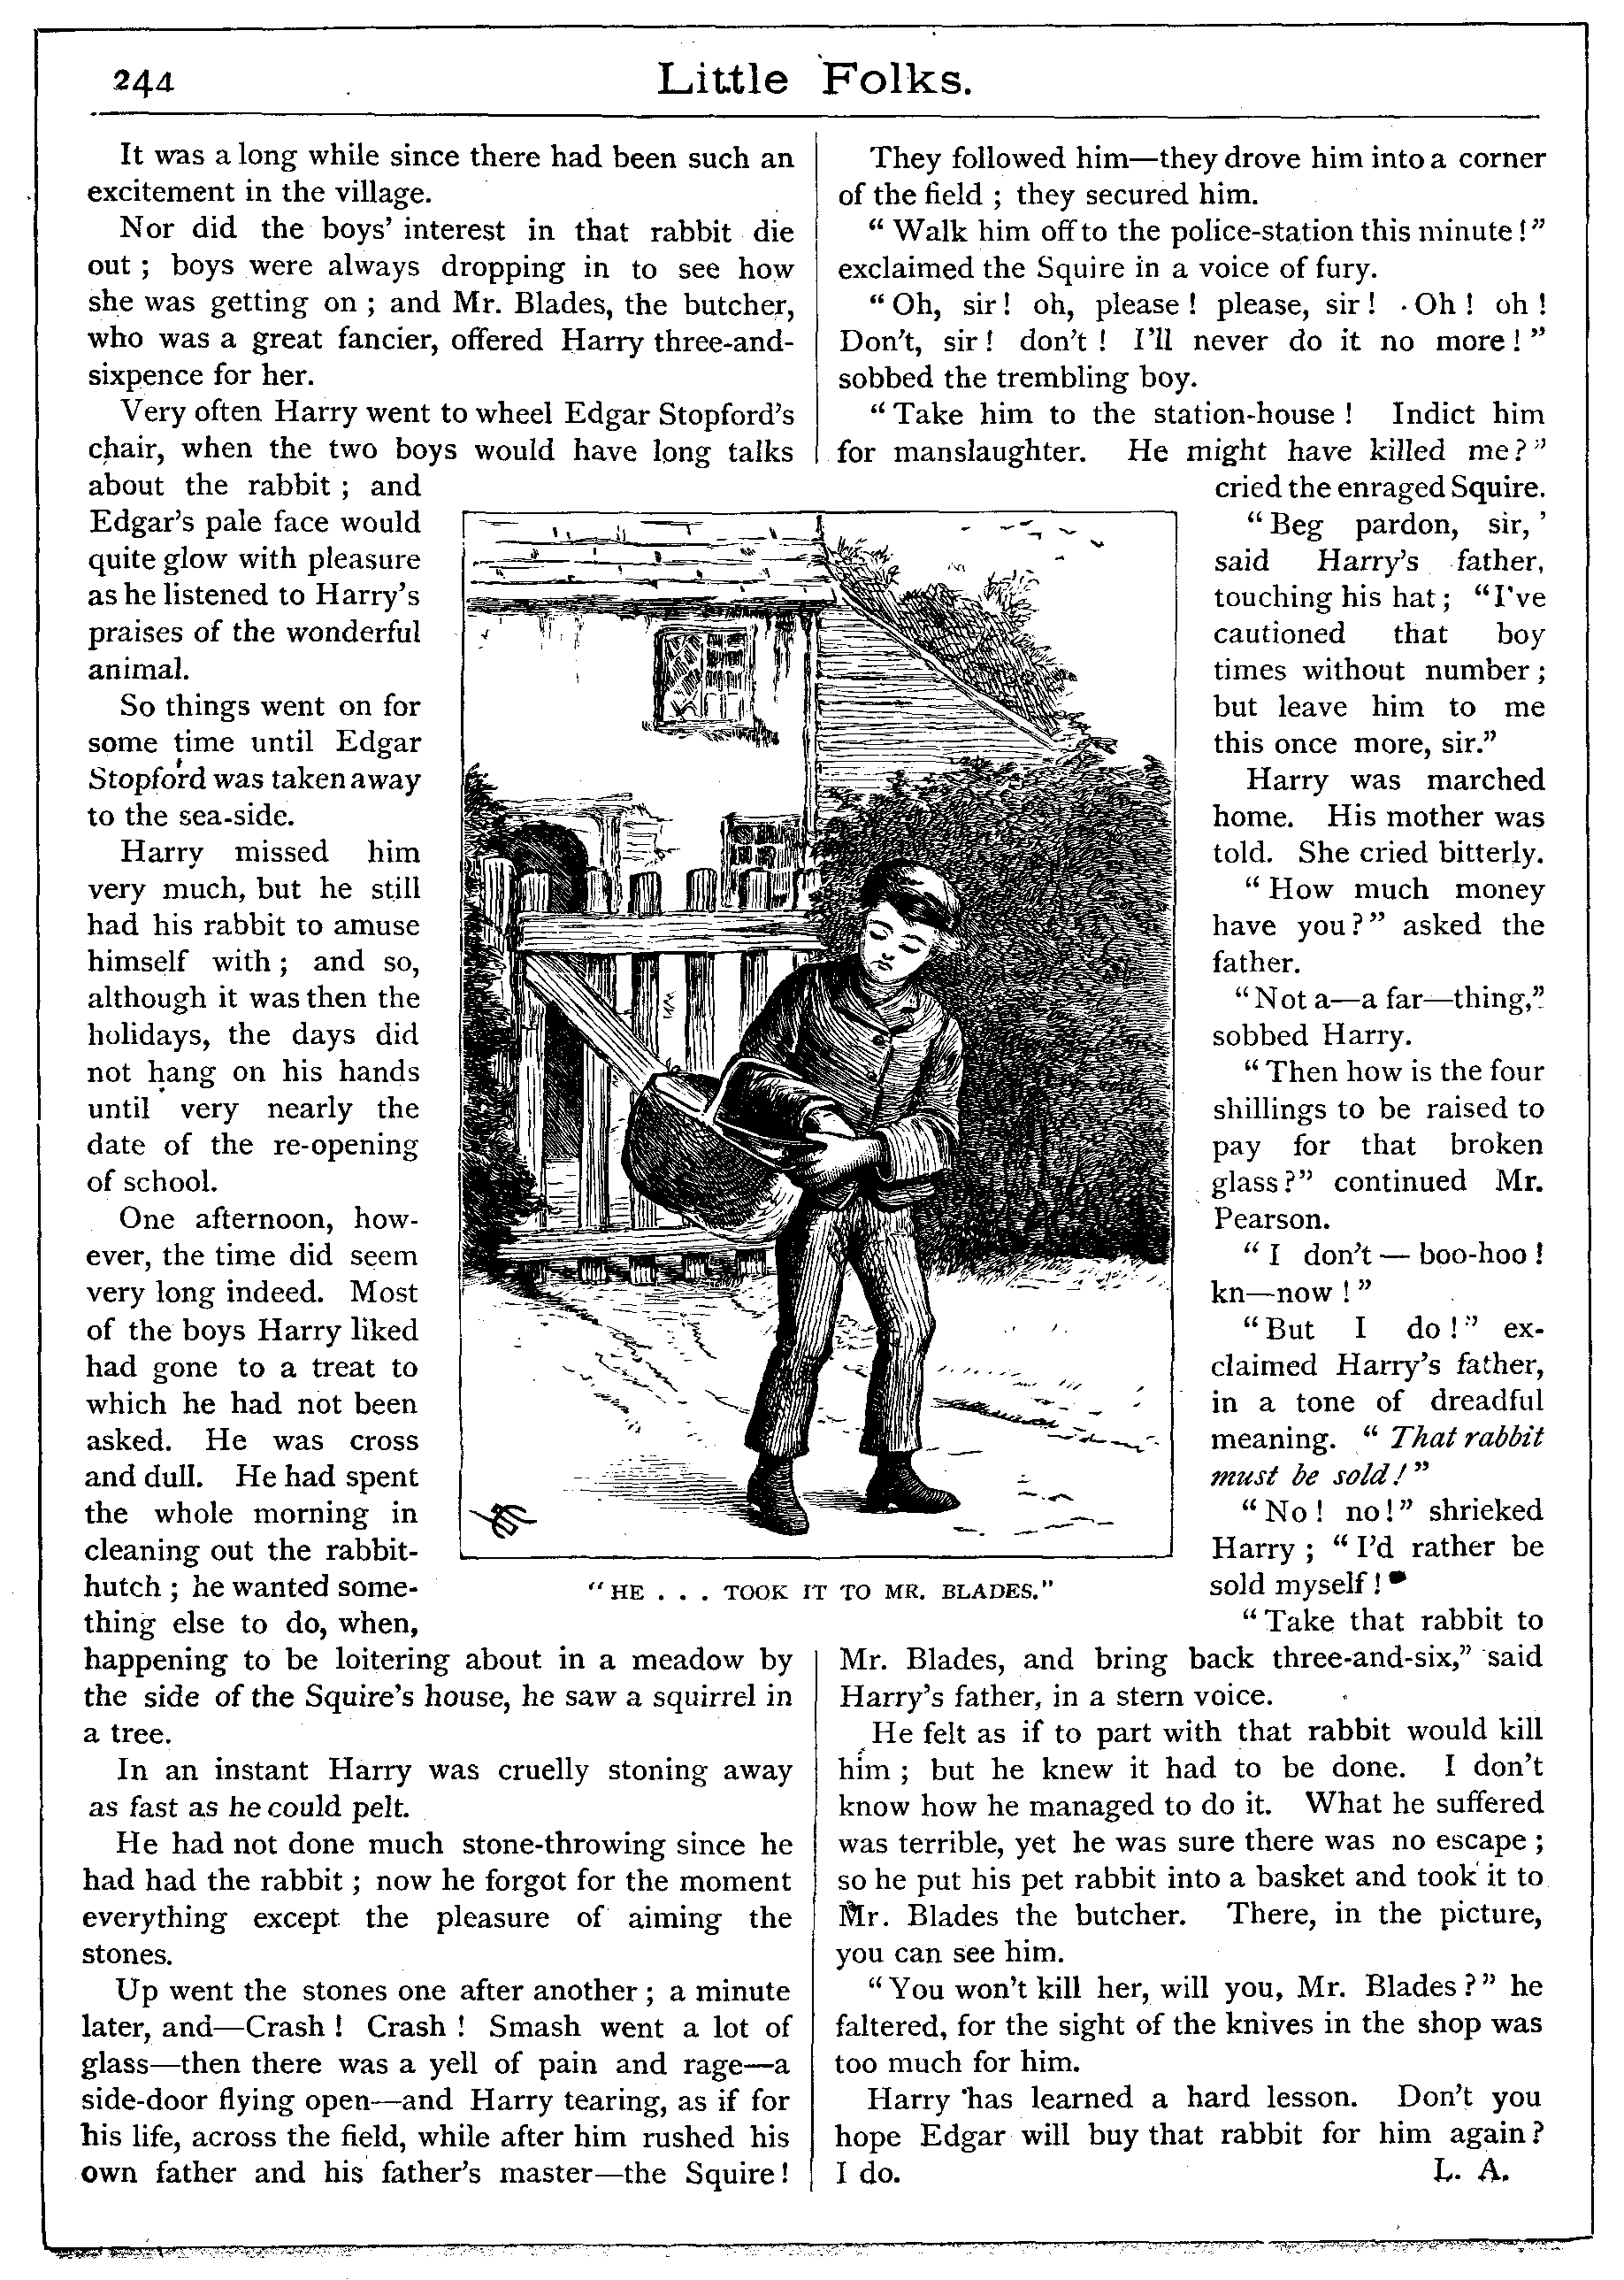 244
Little Folks.
It was a long while since there had been such an
excitement in the village.
Nor did the boys' interest in that rabbit die
out ; boys were always dropping in to see how
she was getting on ; and Mr. Blades, the butcher,
who was a great fancier, offered Harry three-and-
sixpence for her.
Very often Harry went to wheel Edgar Stopford's
chair, when the two boys would have long talks
about the rabbit ; and
Edgar's pale face would
quite glow with pleasure
as he listened to Harry's
praises of the wonderful
animal.
So things went on for
some time until Edgar
Stopford was taken away
to the sea-side.
Harry missed him
very much, but he still
had his rabbit to amuse
himself with ; and so,
although it was then the
holidays, the days did
not hang on his hands
until very nearly the
date of the re-opening
of school.
One afternoon, how-
ever, the time did seem
very long indeed. Most
of the boys Harry liked
had gone to a treat to
which he had not been
asked. He was cross
and dull. He had spent
the whole morning in
cleaning out the rabbit-
hutch ; he wanted some-
thing else to do, when,
happening to be loitering about in a meadow by
the side of the Squire's house, he saw a squirrel in
a tree.
In an instant Harry was cruelly stoning away
as fast as he could pelt.
He had not done much stone-throwing since he
had had the rabbit ; now he forgot for the moment
everything except the pleasure of aiming the
stones.
Up went the stones one after another ; a minute
later, and—Crash ! Crash ! Smash went a lot of
glass—then there was a yell of pain and rage—a
side-door flying open—and Harry tearing, as if for
his life, across the field, while after him rushed his
own father and his father's master—the Squire!
"HE . . . TOOK IT TO MR. BLADES."
They followed him—they drove him into a corner
of the field ; they secured him.
" Walk him off to the police-station this minute !"
exclaimed the Squire in a voice of fury.
" Oh, sir ! oh, please ! please, sir ! Oh ! oh !
Don't, sir ! don't ! I'll never do it no more ! "
sobbed the trembling boy.
" Take him to the station-house ! Indict him
for manslaughter. He might have killed me ? "
cried the enraged Squire.
" Beg pardon, sir, '
said Harry's father,
touching his hat ; " I've
cautioned that boy
times without number ;
but leave him to me
this once more, sir."
Harry was marched
home. His mother was
told. She cried bitterly.
" How much money
have you ? " asked the
father.
" Not a—a far—thing,"
sobbed Harry.
" Then how is the four
shillings to be raised to
pay for that broken
glass ? " continued Mr.
Pearson.
" I don't — boo-hoo !
kn—now ! "
" But I do ! " ex-
claimed Harry's father,
in a tone of dreadful
meaning. " That rabbit
must be sold ! "
" No ! no ! " shrieked
Harry ; " I'd rather be
sold myself ! "
" Take that rabbit to
Mr. Blades, and bring back three-and-six," said
Harry's father, in a stern voice.
He felt as if to part with that rabbit would kill
him ; but he knew it had to be done. I don't
know how he managed to do it. What he suffered
was terrible, yet he was sure there was no escape ;
so he put his pet rabbit into a basket and took it to
Mr. Blades the butcher. There, in the picture,
you can see him.
" You won't kill her, will you, Mr. Blades ? " he
faltered, for the sight of the knives in the shop was
too much for him.
Harry has learned a hard lesson. Don't you
hope Edgar will buy that rabbit for him again ?
I do.
L. A.